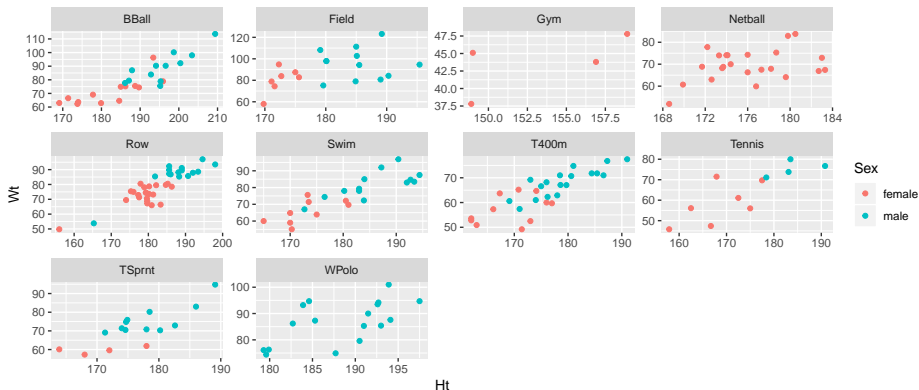 BBall Field Gym Netball
110
100
90
80
70
60
170 180 190 200 210
120
100
80
60
170 180 190
47.5
45.0
42.5
40.0
37.5
150.0 152.5 155.0 157.5
80
70
60
168 172 176 180 184
Row Swim T400m Tennis
90
80
70
60
50
160 170 180 190 200
90
80
70
60
170 180 190
70
60
50
170 180 190
80
70
60
50
160 170 180 190
TSprnt WPolo
90
80
70
60
170 180 190
100
95
90
85
80
75
180 185 190 195
Wt
Ht
Sex
female
male